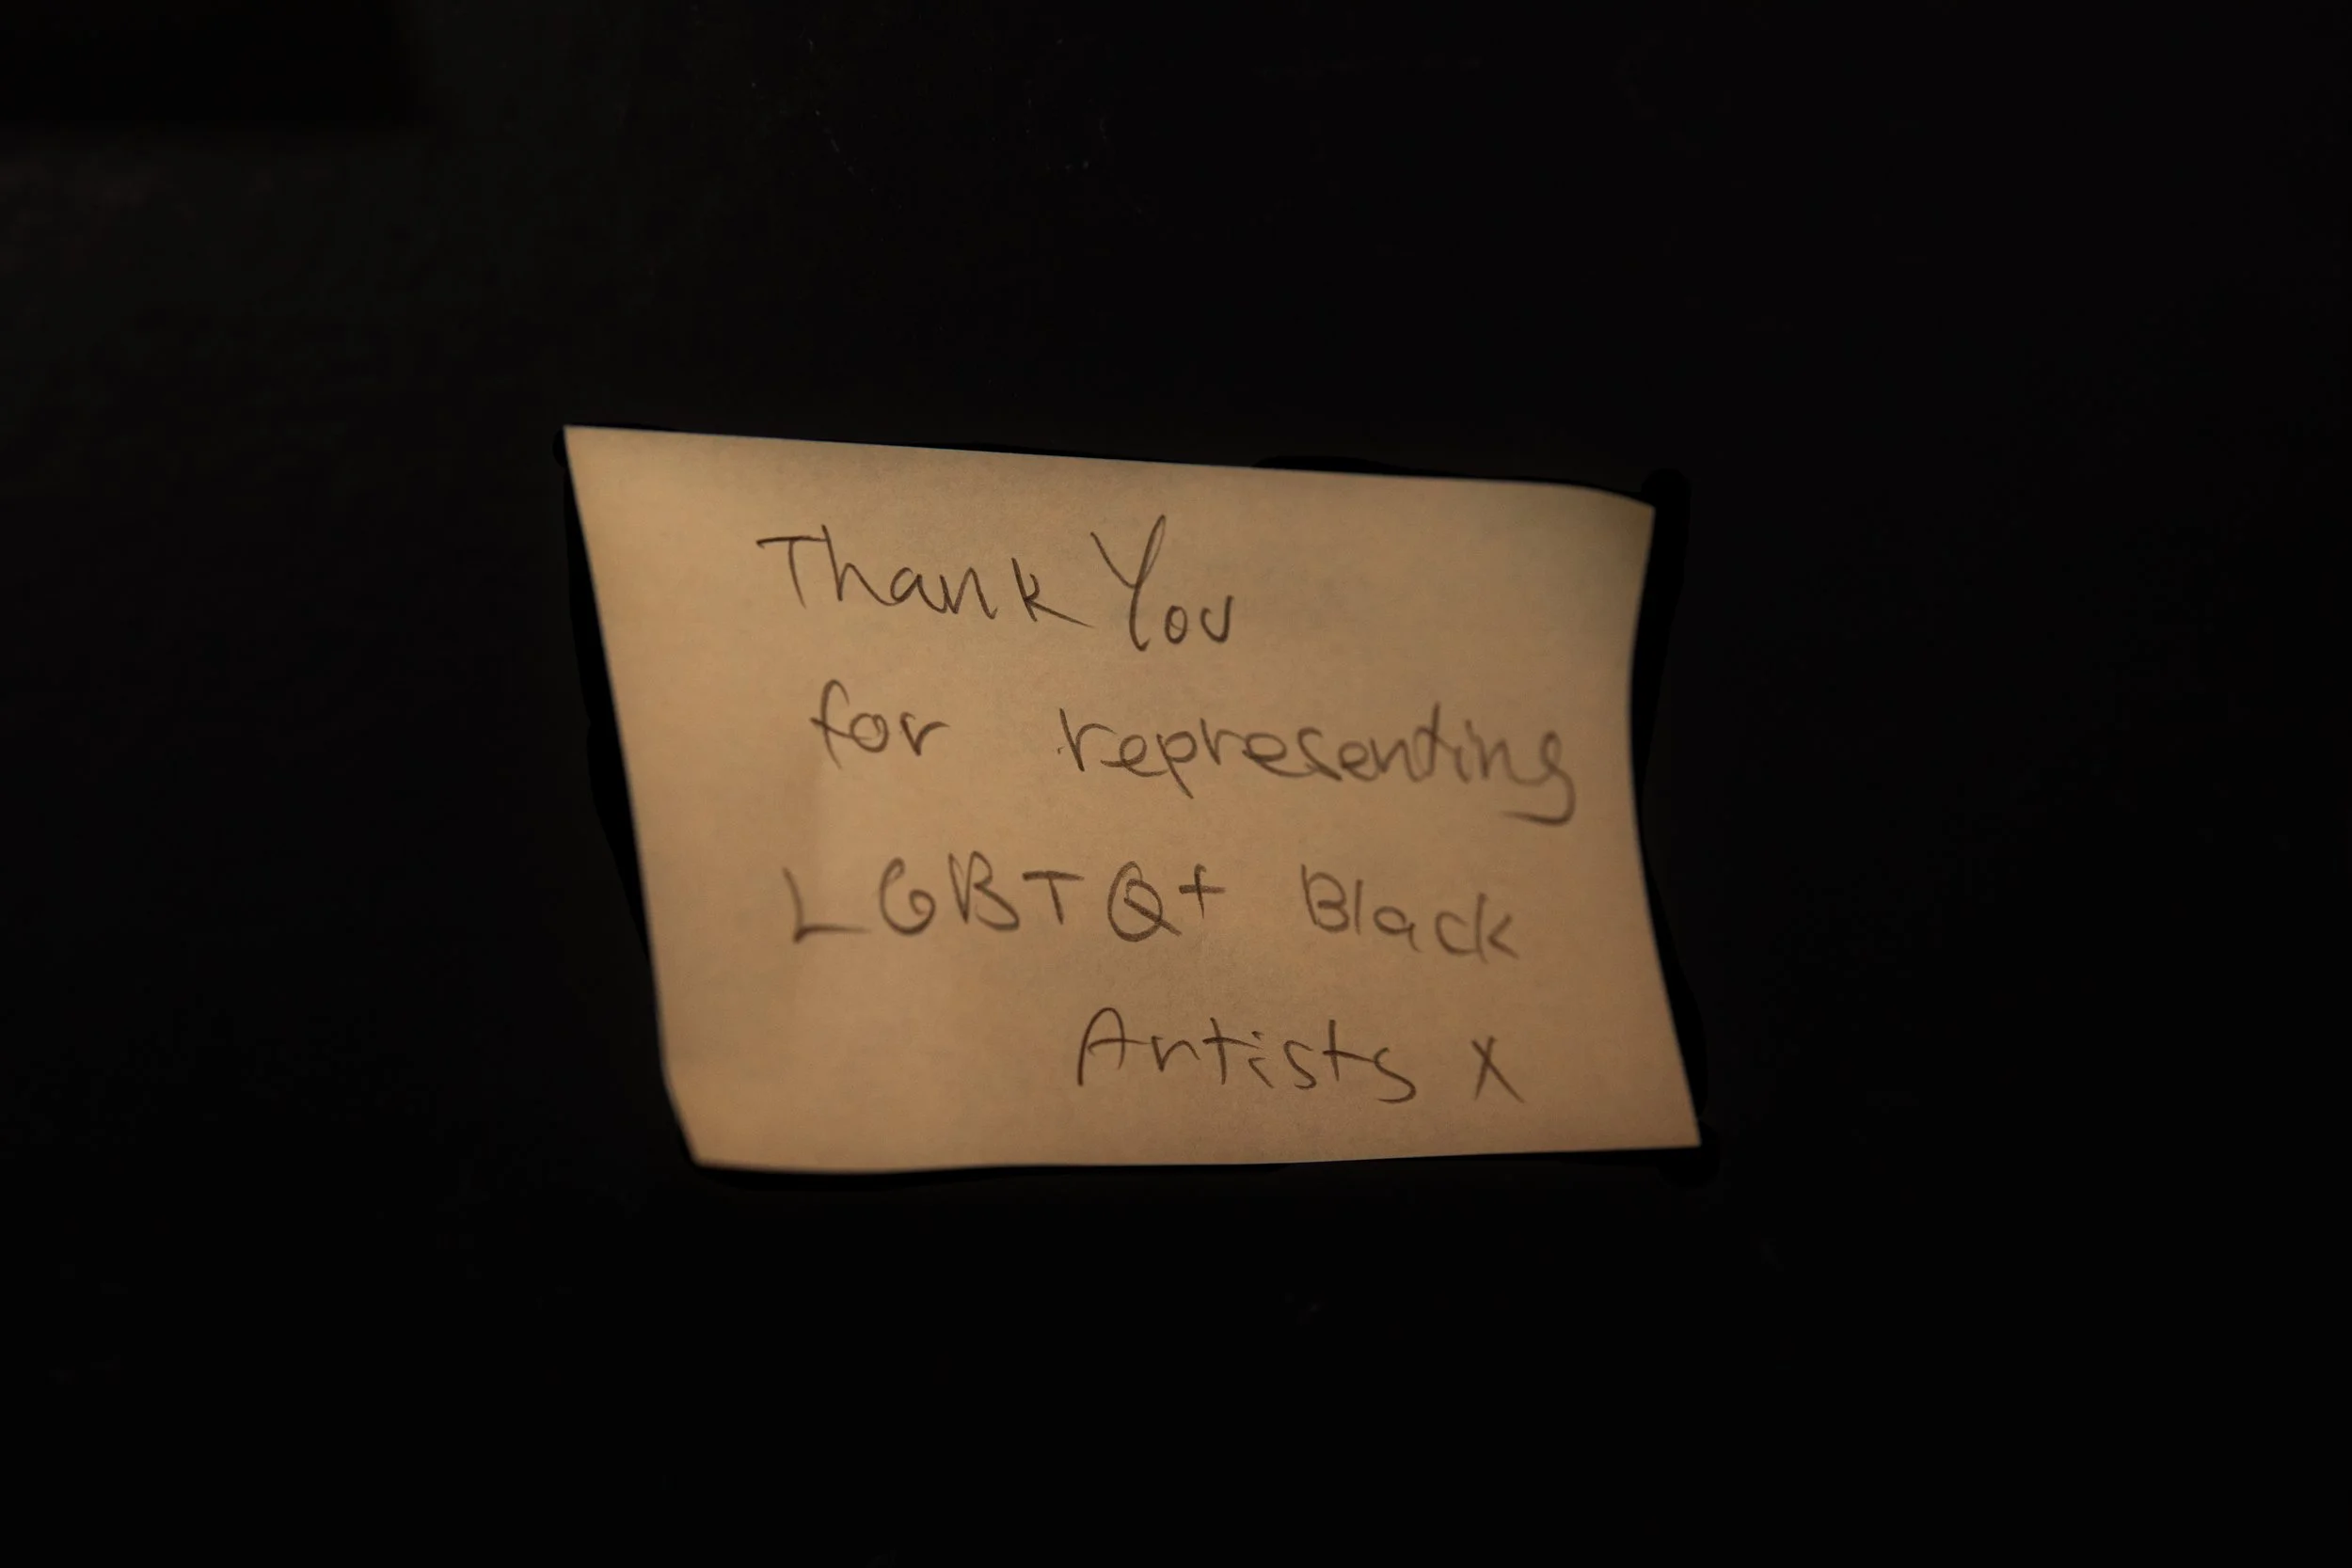 Thank You
for representing
LGBTQ+ Black
Artists x